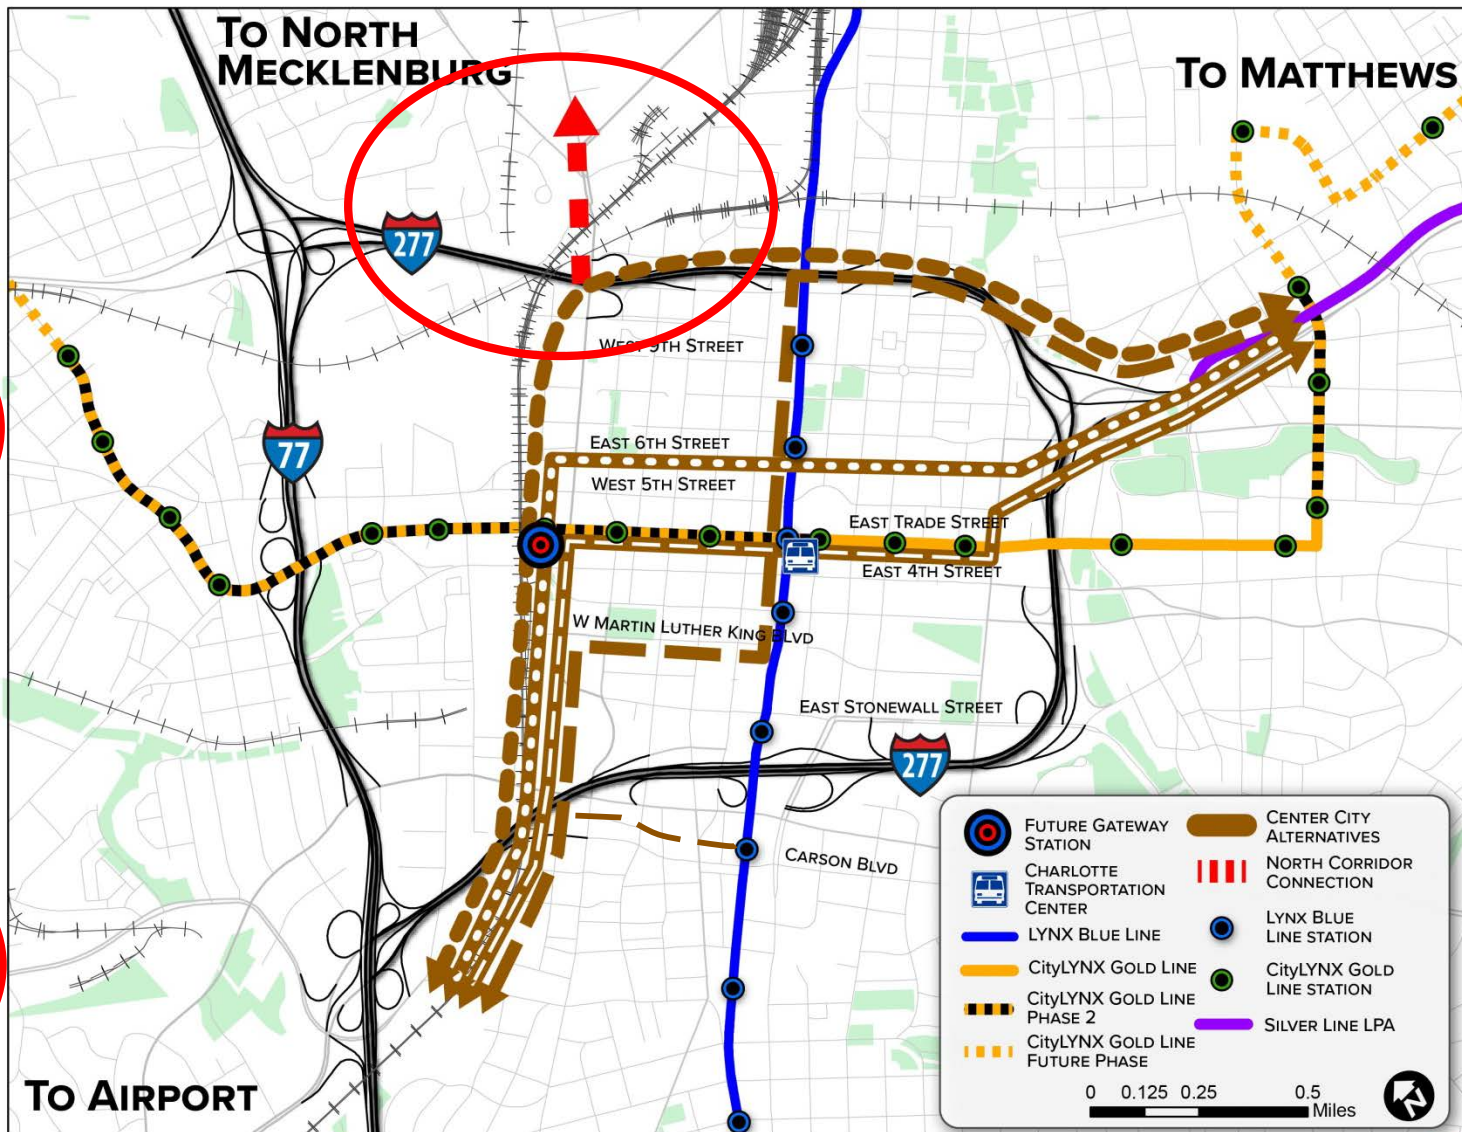 TO NORTH
MECKLENBURG
TO MATTHEWS
277
WEST 9TH STREET
77
EAST 6TH STREET
WEST 5TH STREET
EAST TRADE STREET
EAST 4TH STREET
W MARTIN LUTHER KING BLVD
EAST STONEWALL STREET
277
CARSON BLVD
TO AIRPORT
FUTURE GATEWAY
STATION
CHARLOTTE
TRANSPORTATION
CENTER
LYNX BLUE LINE
CityLYNX GOLD LINE
CityLYNX GOLD LINE
PHASE 2
CityLYNX GOLD LINE
FUTURE PHASE
CENTER CITY
ALTERNATIVES
NORTH CORRIDOR
CONNECTION
LYNX BLUE
LINE STATION
CityLYNX GOLD
LINE STATION
SILVER LINE LPA
0 0.125 0.25 0.5
Miles
N